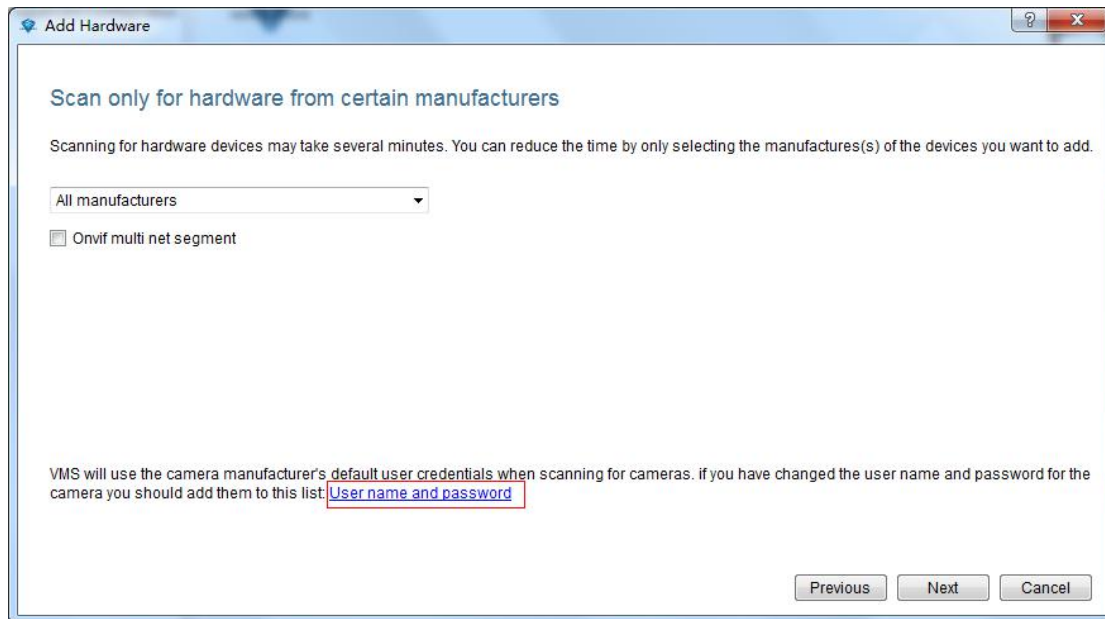 Add Hardware
Scan only for hardware from certain manufacturers
Scanning for hardware devices may take several minutes. You can reduce the time by only selecting the manufactures(s) of the devices you want to add.
All manufacturers
Onvif multi net segment
VMS will use the camera manufacturer's default user credentials when scanning for cameras. if you have changed the user name and password for the
camera you should add them to this list: User name and password
Previous Next Cancel